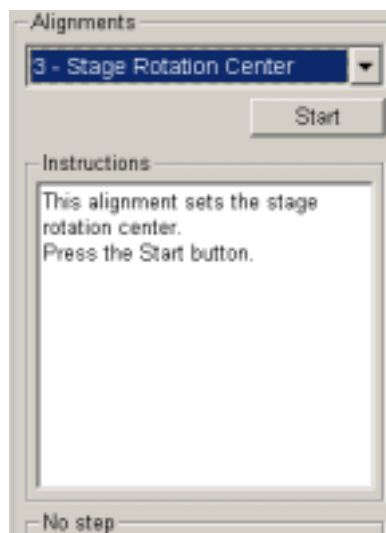 Alignments
3 - Stage Rotation Center
Start
Instructions
This alignment sets the stage
rotation center.
Press the Start button.
No step